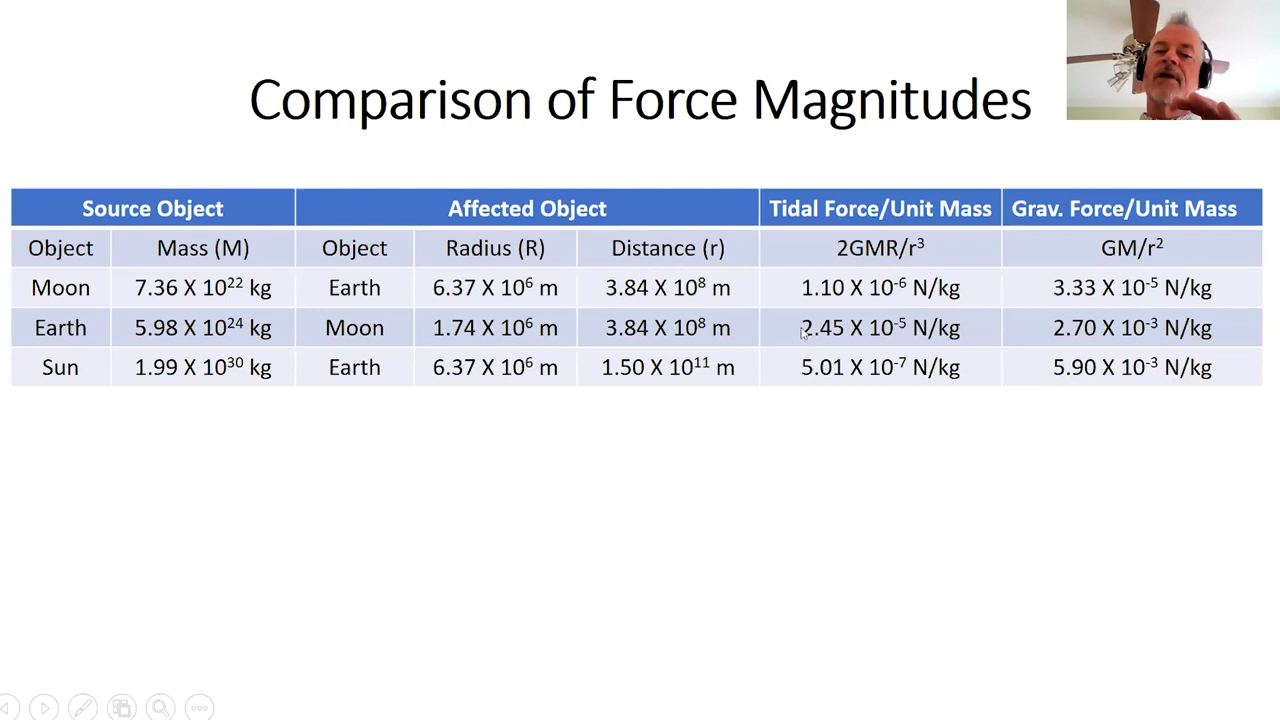 Comparison of Force Magnitudes
Source Object Affected Object Tidal Force/Unit Mass Grav. Force/Unit Mass
Object Mass (M) Object Radius (R) Distance (r) 2GMR/r³ GM/r²
Moon 7.36 X 10²² kg Earth 6.37 X 10⁶ m 3.84 X 10⁸ m 1.10 X 10⁻⁶ N/kg 3.33 X 10⁻⁵ N/kg
Earth 5.98 X 10²⁴ kg Moon 1.74 X 10⁶ m 3.84 X 10⁸ m 2.45 X 10⁻⁵ N/kg 2.70 X 10⁻³ N/kg
Sun 1.99 X 10³⁰ kg Earth 6.37 X 10⁶ m 1.50 X 10¹¹ m 5.01 X 10⁻⁷ N/kg 5.90 X 10⁻³ N/kg